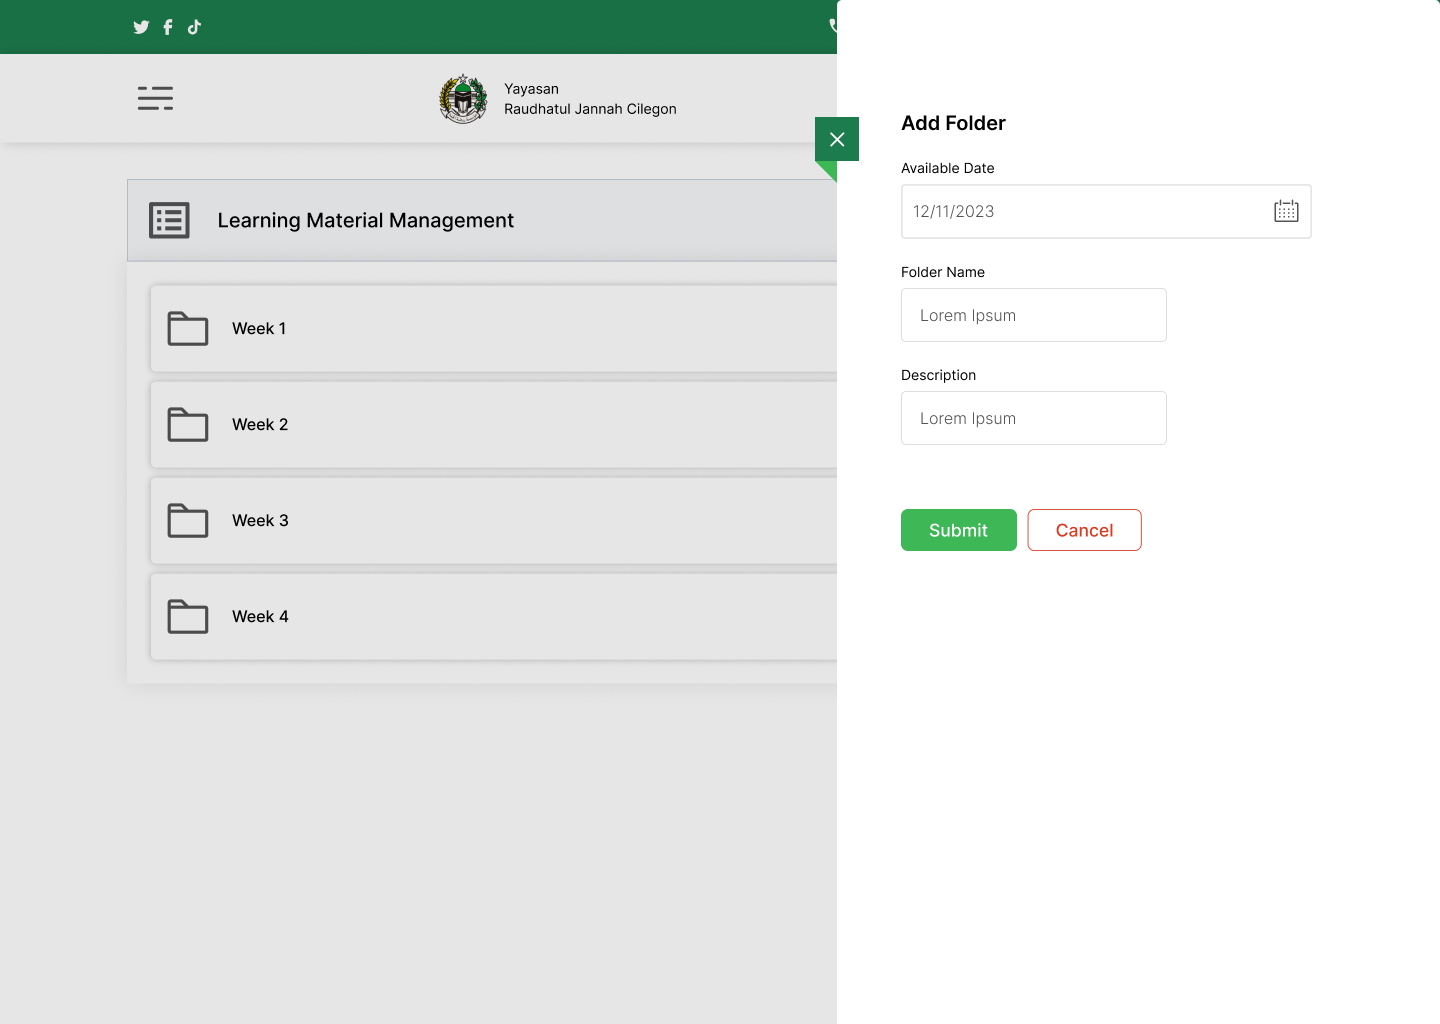 Yayasan
Raudhatul Jannah Cilegon
Learning Material Management
Week 1
Week 2
Week 3
Week 4
Add Folder
Available Date
12/11/2023
Folder Name
Lorem Ipsum
Description
Lorem Ipsum
Submit
Cancel